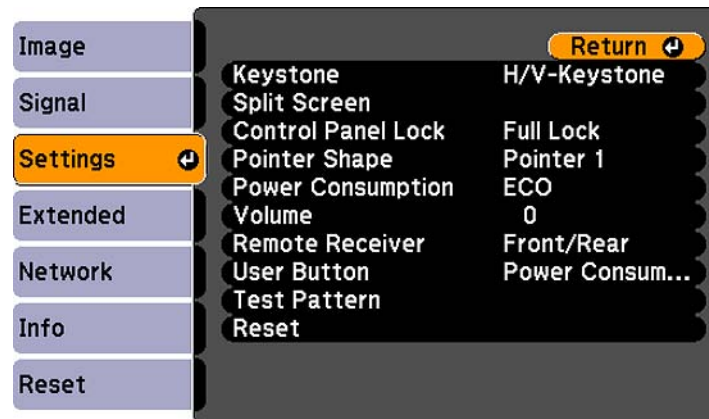 Image
Signal
Settings
Extended
Network
Info
Reset
Return
Keystone H/V-Keystone
Split Screen
Control Panel Lock Full Lock
Pointer Shape Pointer 1
Power Consumption ECO
Volume 0
Remote Receiver Front/Rear
User Button Power Consum...
Test Pattern
Reset